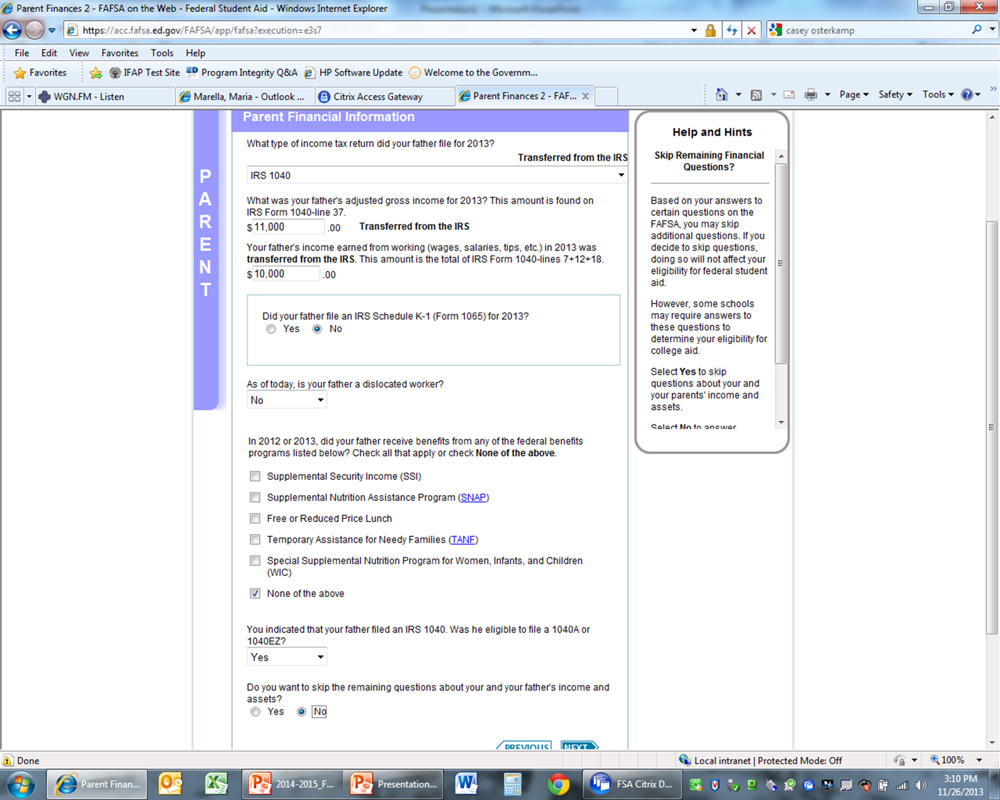 Parent Finances 2 - FAFSA on the Web - Federal Student Aid - Windows Internet Explorer
https://acc.fafsa.ed.gov/FAFSA/app/fafsa?execution=e3s7
casey osterkamp
File Edit View Favorites Tools Help
Favorites IFAP Test Site Program Integrity Q&A HP Software Update Welcome to the Governm...
WGN.FM - Listen Marella, Maria - Outlook ... Citrix Access Gateway Parent Finances 2 - FAF... Page Safety Tools
PARENT
Parent Financial Information
What type of income tax return did your father file for 2013?
Transferred from the IRS
IRS 1040
What was your father's adjusted gross income for 2013? This amount is found on
IRS Form 1040-line 37.
$ 11,000 .00 Transferred from the IRS
Your father's income earned from working (wages, salaries, tips, etc.) in 2013 was
transferred from the IRS. This amount is the total of IRS Form 1040-lines 7+12+18.
$ 10,000 .00
Did your father file an IRS Schedule K-1 (Form 1065) for 2013?
Yes No
As of today, is your father a dislocated worker?
No
In 2012 or 2013, did your father receive benefits from any of the federal benefits
programs listed below? Check all that apply or check None of the above.
Supplemental Security Income (SSI)
Supplemental Nutrition Assistance Program (SNAP)
Free or Reduced Price Lunch
Temporary Assistance for Needy Families (TANF)
Special Supplemental Nutrition Program for Women, Infants, and Children
(WIC)
None of the above
You indicated that your father filed an IRS 1040. Was he eligible to file a 1040A or
1040EZ?
Yes
Do you want to skip the remaining questions about your and your father's income and
assets?
Yes No
PREVIOUS NEXT
Help and Hints
Skip Remaining Financial
Questions?
Based on your answers to
certain questions on the
FAFSA, you may skip
additional questions. If you
decide to skip questions,
doing so will not affect your
eligibility for federal student
aid.
However, some schools
may require answers to
these questions to
determine your eligibility for
college aid.
Select Yes to skip
questions about your and
your parents' income and
assets.
Select No to answer
Done Local intranet | Protected Mode: Off 100%
Parent Finan... 2014-2015_F... Presentation... FSA Citrix D... 3:10 PM
11/26/2013